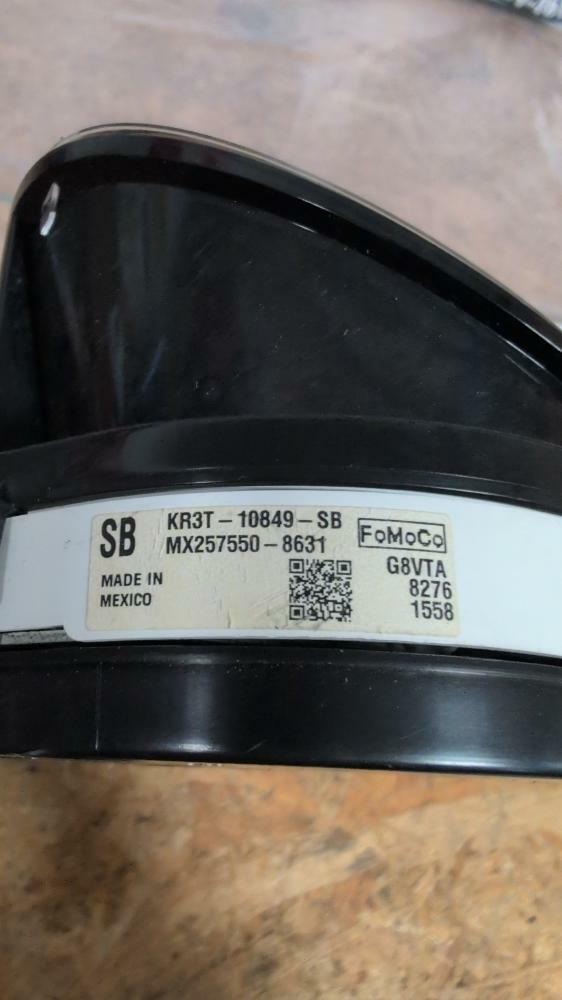 SB
KR3T-10849-SB
MX257550-8631
FoMoCo
MADE IN
MEXICO
G8VTA
8276
1558